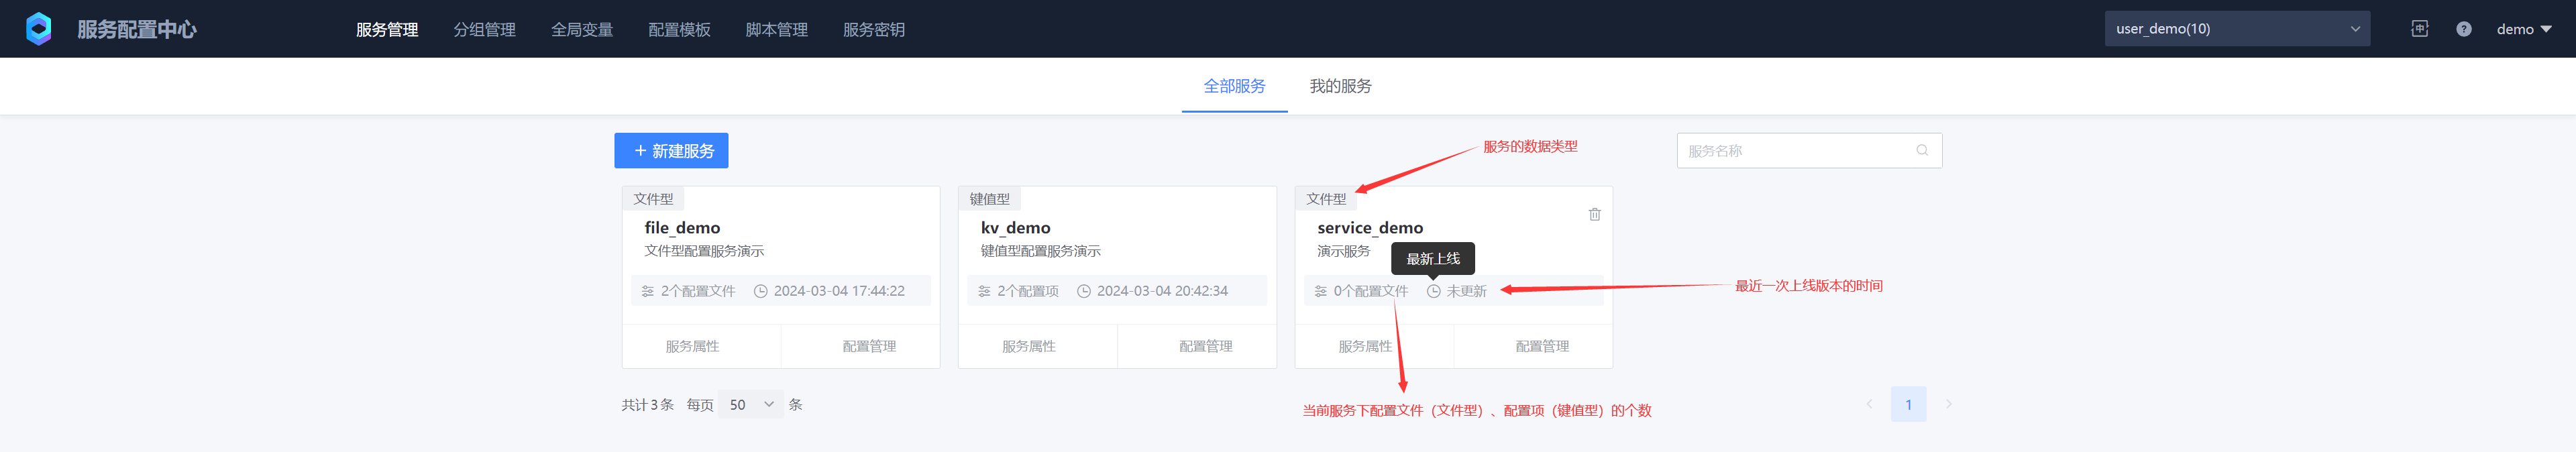 服务配置中心 服务管理 分组管理 全局变量 配置模板 脚本管理 服务密钥 user_demo(10) 中 ? demo
全部服务 我的服务
+ 新建服务 服务的数据类型 服务名称
文件型 键值型 文件型
file_demo kv_demo service_demo
文件型配置服务演示 键值型配置服务演示 演示服务 最新上线
2个配置文件 2024-03-04 17:44:22 2个配置项 2024-03-04 20:42:34 0个配置文件 未更新 最近一次上线版本的时间
服务属性 配置管理 服务属性 配置管理 服务属性 配置管理
共计3条 每页 50 条 当前服务下配置文件（文件型）、配置项（键值型）的个数 1